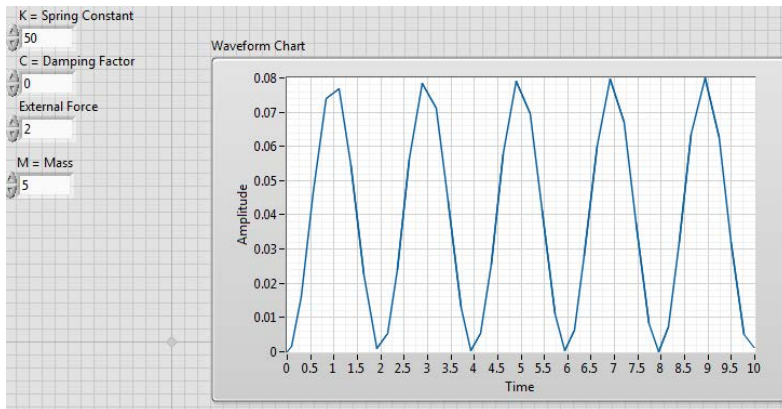 K = Spring Constant
50
C = Damping Factor
0
External Force
2
M = Mass
5
Waveform Chart
0.08
0.07
0.06
0.05
0.04
0.03
0.02
0.01
0
Amplitude
0 0.5 1 1.5 2 2.5 3 3.5 4 4.5 5 5.5 6 6.5 7 7.5 8 8.5 9 9.5 10
Time